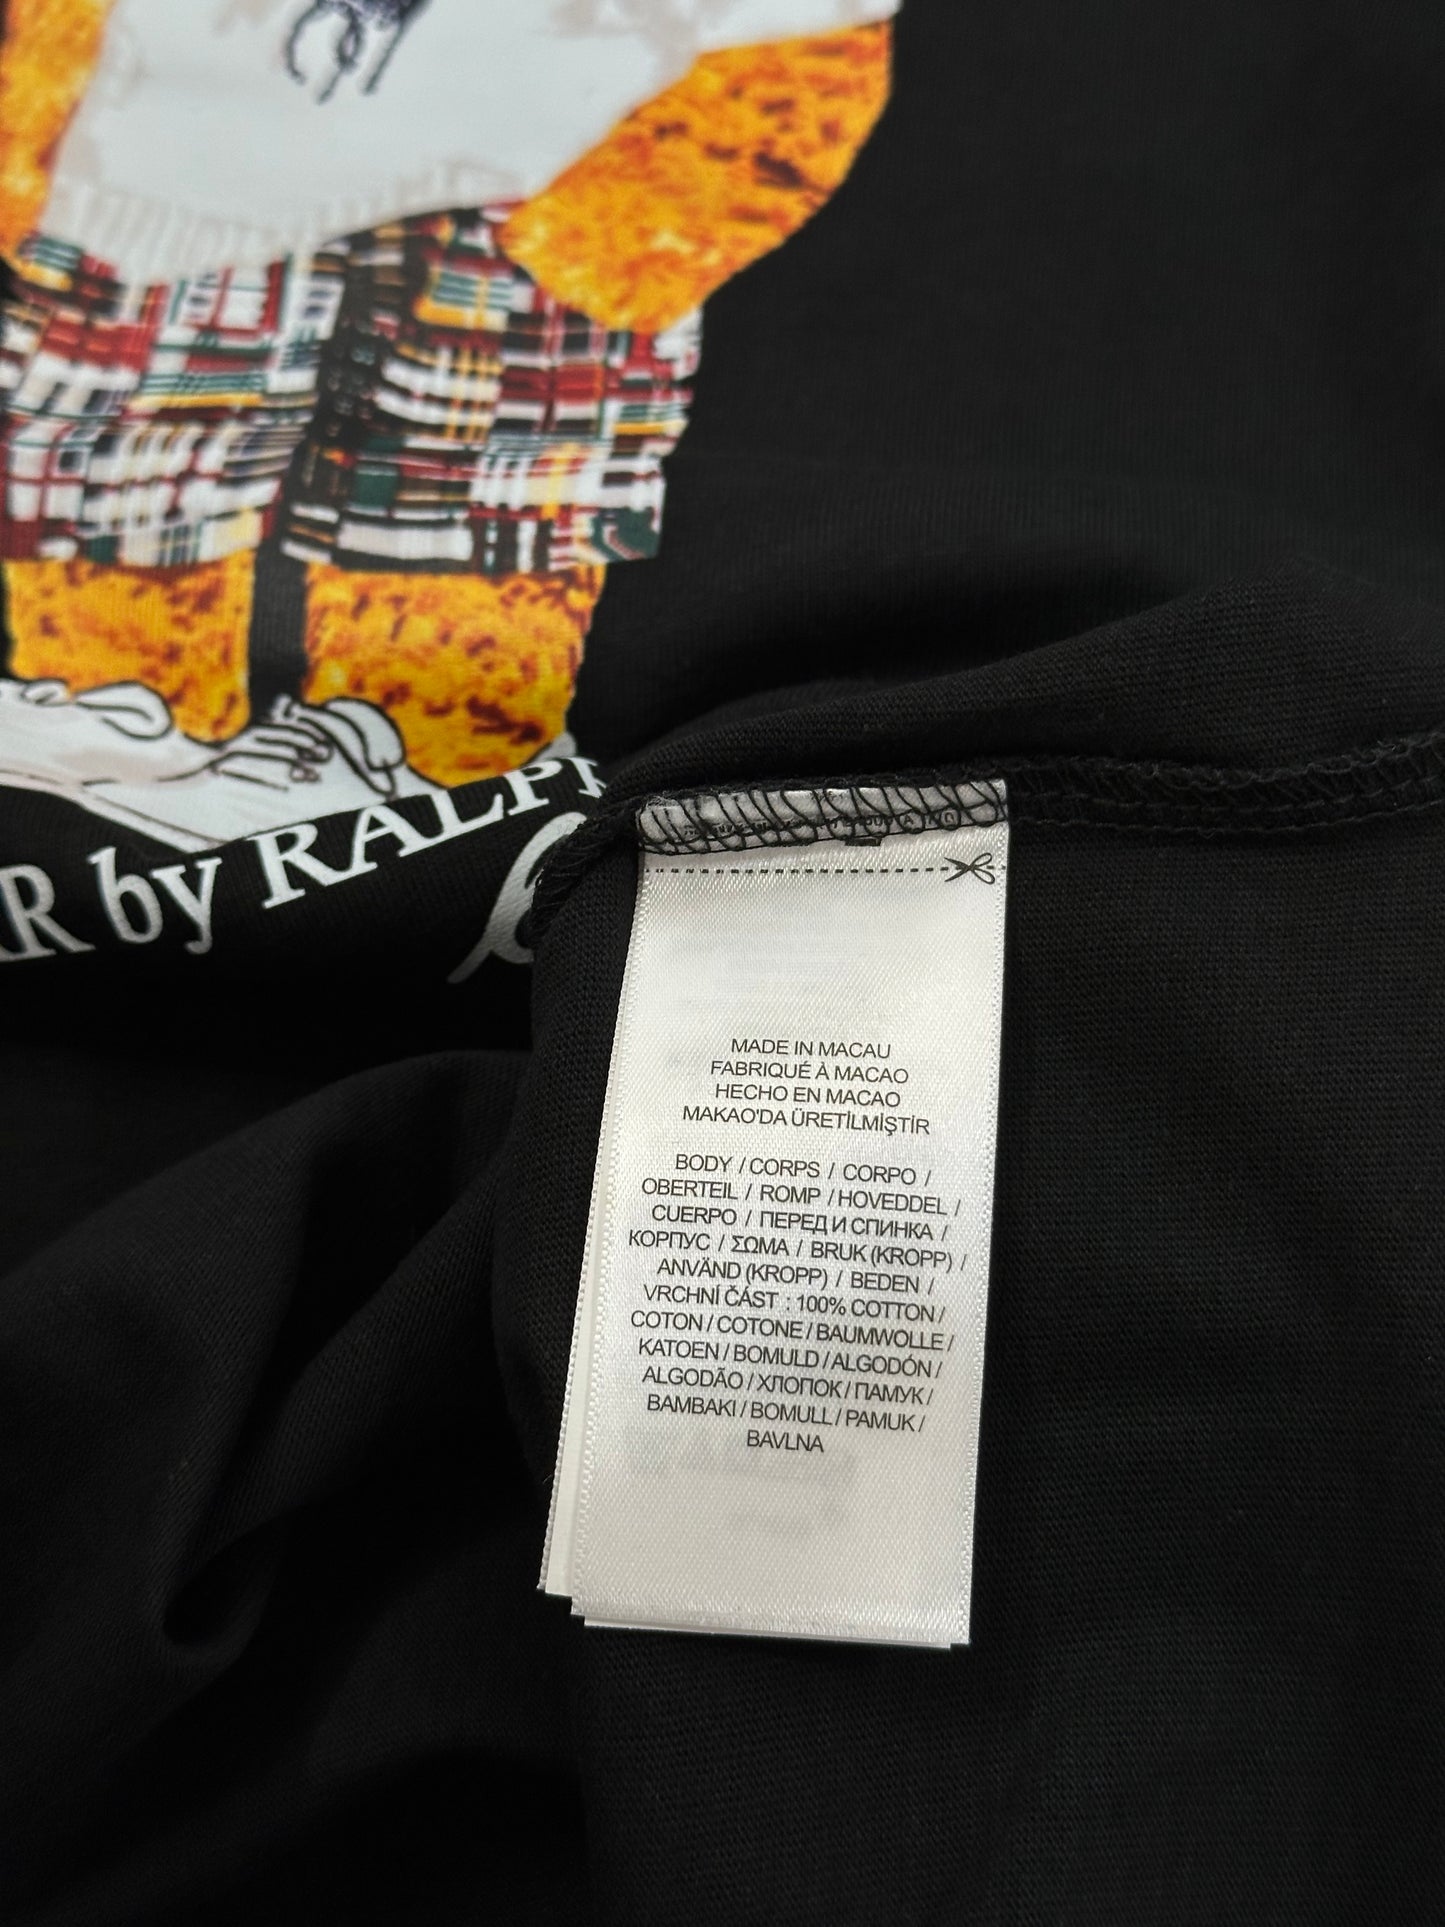 R by RALP
MADE IN MACAU
FABRIQUÉ À MACAO
HECHO EN MACAO
MAKAO'DA ÜRETİLMİŞTİR
BODY / CORPS / CORPO /
OBERTEIL / ROMP / HOVEDDEL /
CUERPO / ПЕРЕД И СПИНКА /
КОРПУС / ΣΩΜΑ / BRUK (KROPP) /
ANVÄND (KROPP) / BEDEN /
VRCHNÍ ČÁST : 100% COTTON /
COTON / COTONE / BAUMWOLLE /
KATOEN / BOMULD / ALGODÓN /
ALGODÃO / ХЛОПОК / ПАМУК /
BAMBAKI / BOMULL / PAMUK /
BAVLNA